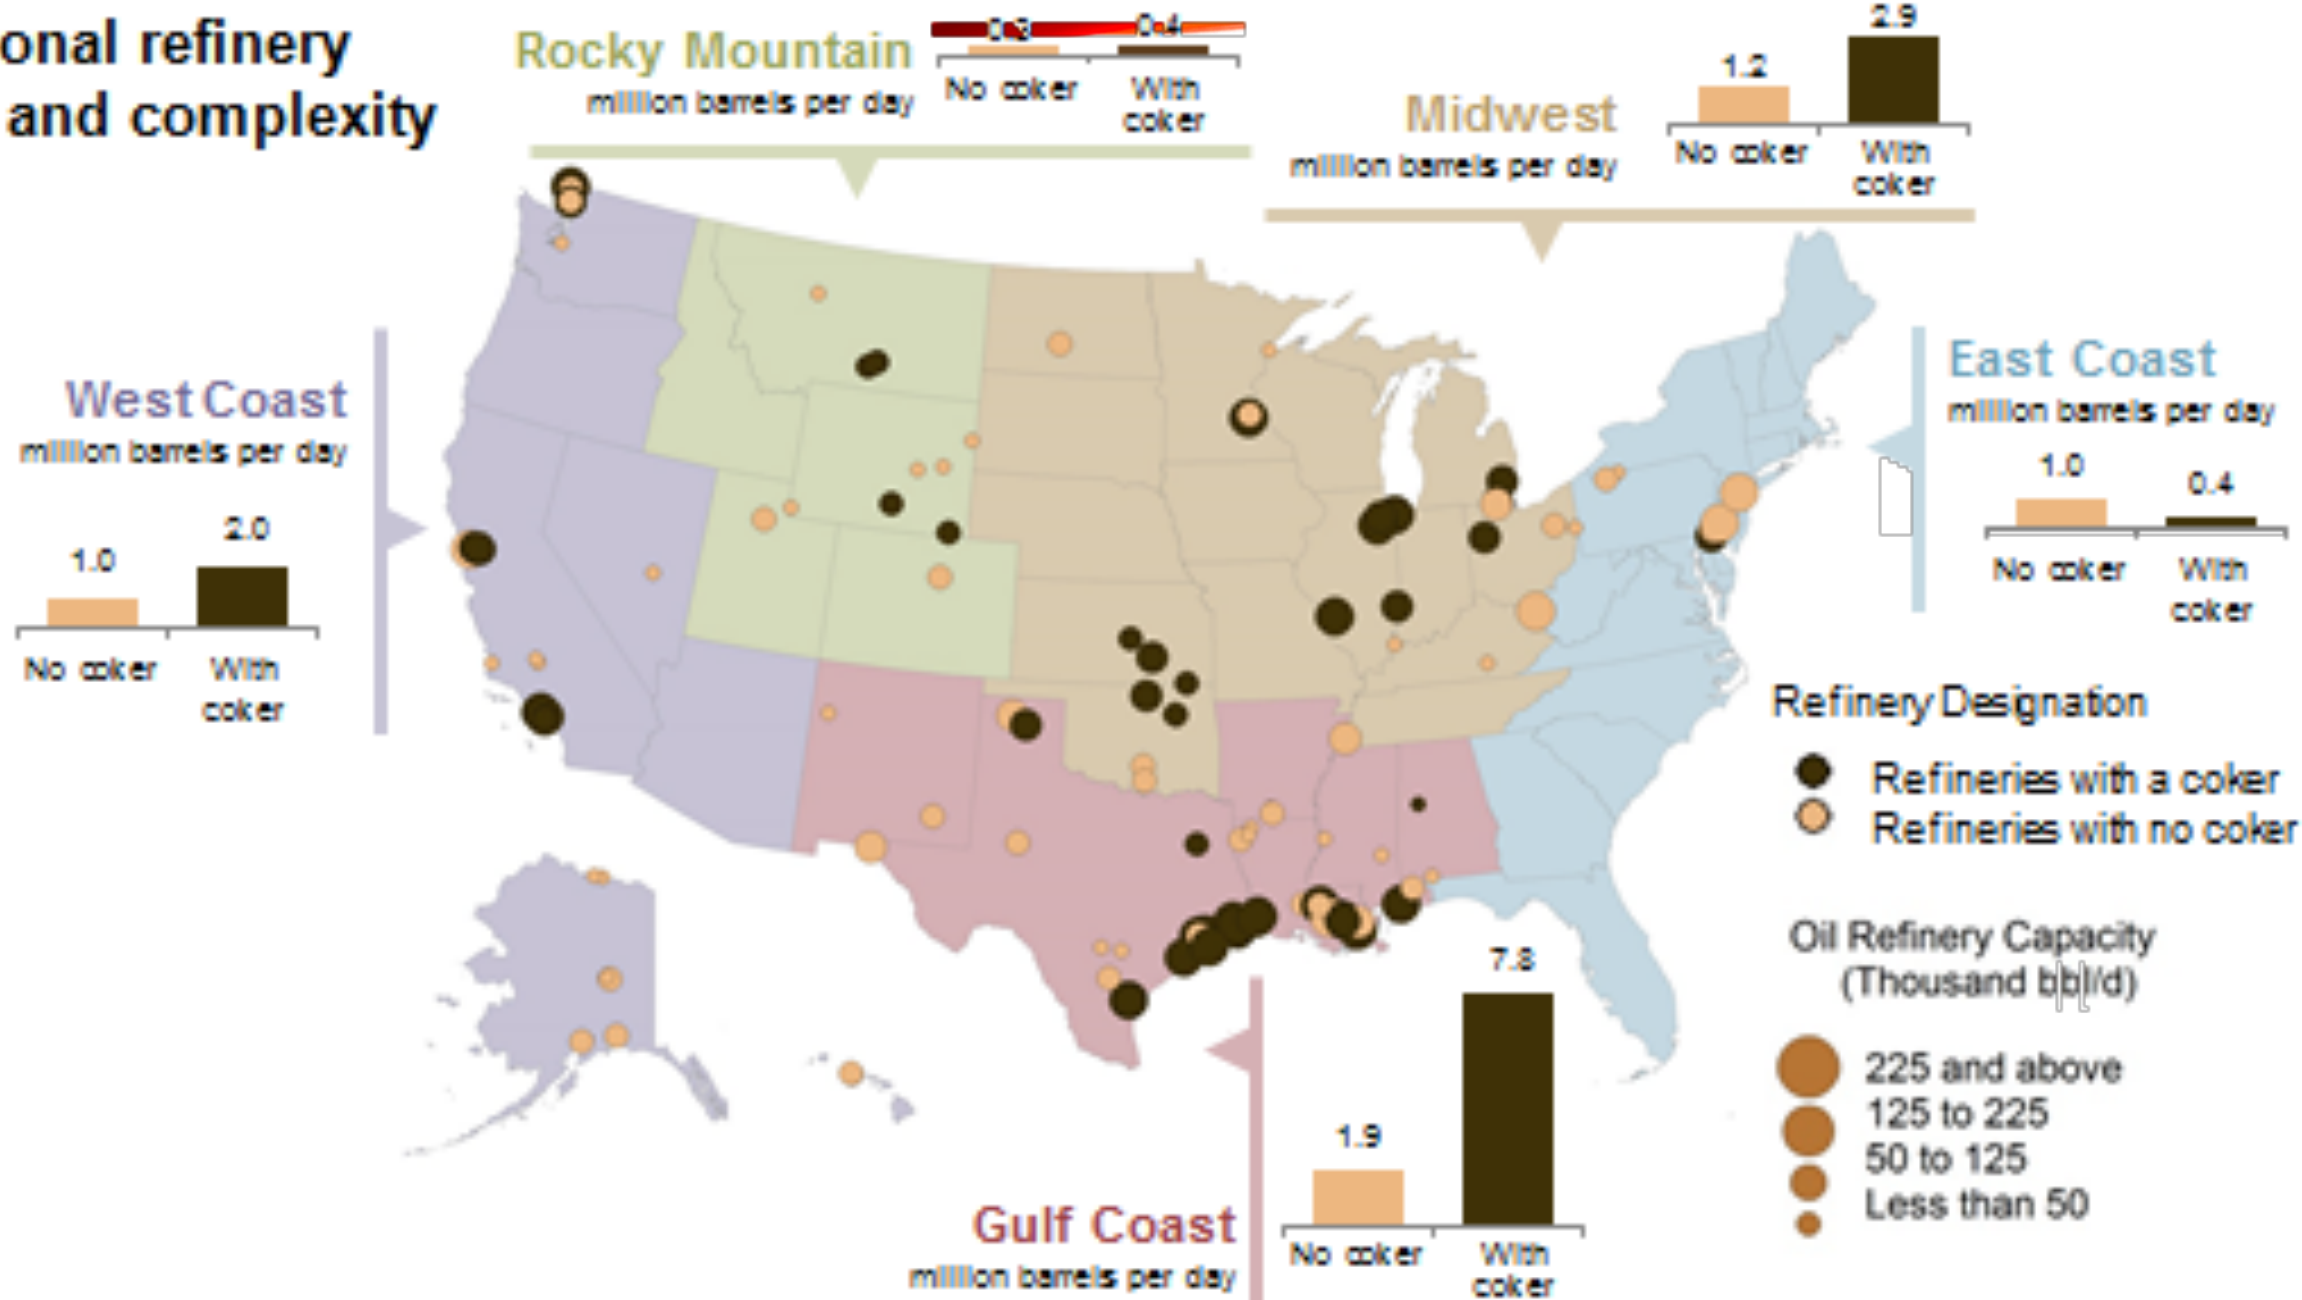 onal refinery
and complexity
Rocky Mountain
million barrels per day
0.4
No coker
With
coker
Midwest
million barrels per day
1.2
2.9
No coker
With
coker
West Coast
million barrels per day
1.0
2.0
No coker
With
coker
East Coast
million barrels per day
1.0
0.4
No coker
With
coker
Refinery Designation
Refineries with a coker
Refineries with no coker
Oil Refinery Capacity
(Thousand bbl/d)
225 and above
125 to 225
50 to 125
Less than 50
Gulf Coast
million barrels per day
1.9
7.8
No coker
With
coker